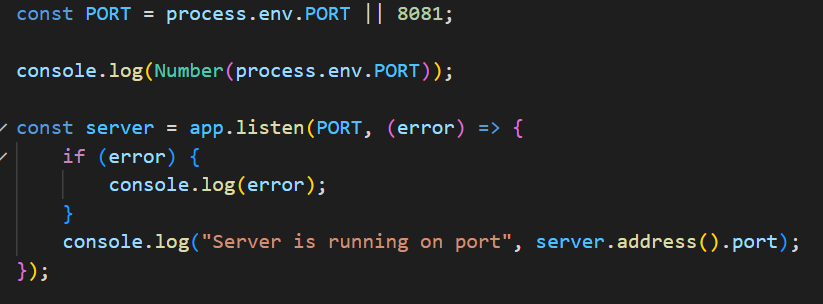 const PORT = process.env.PORT || 8081;
console.log(Number(process.env.PORT));
const server = app.listen(PORT, (error) => {
if (error) {
console.log(error);
}
console.log("Server is running on port", server.address().port);
});